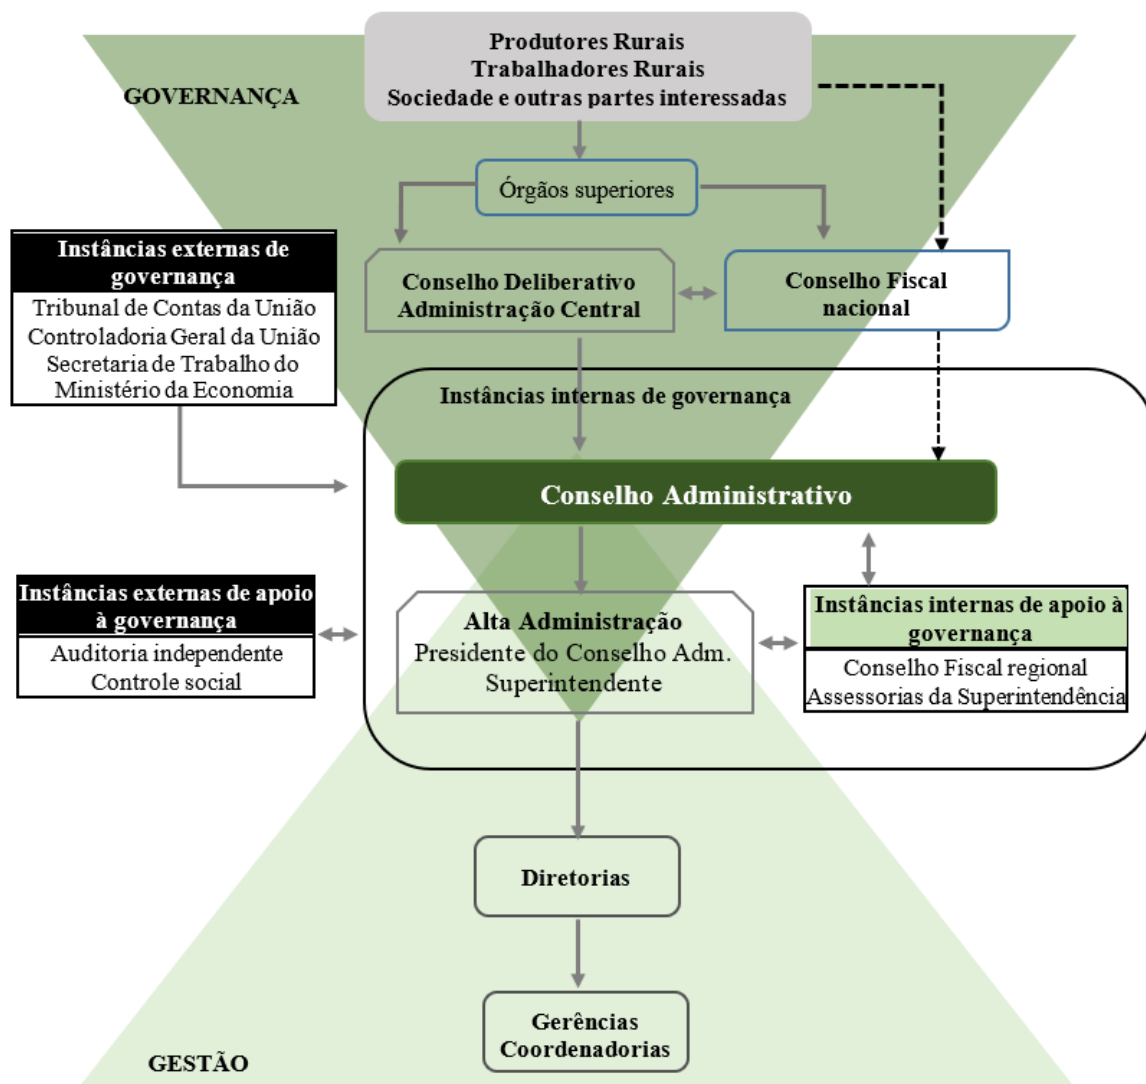 Produtores Rurais
Trabalhadores Rurais
Sociedade e outras partes interessadas
GOVERNANÇA
Órgãos superiores
Instâncias externas de
governança
Tribunal de Contas da União
Controladoria Geral da União
Secretaria de Trabalho do
Ministério da Economia
Conselho Deliberativo
Administração Central
Conselho Fiscal
nacional
Instâncias internas de governança
Conselho Administrativo
Instâncias externas de apoio
à governança
Auditoria independente
Controle social
Alta Administração
Presidente do Conselho Adm.
Superintendente
Instâncias internas de apoio à
governança
Conselho Fiscal regional
Assessorias da Superintendência
Diretorias
Gerências
Coordenadorias
GESTÃO